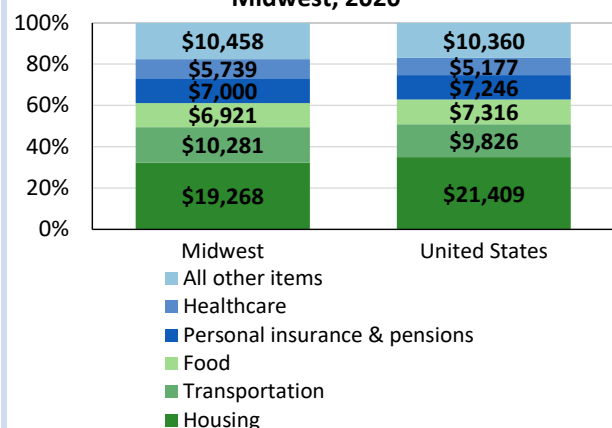 Midwest, 2020
100%
80%
60%
40%
20%
0%
$10,458
$5,739
$7,000
$6,921
$10,281
$19,268
$10,360
$5,177
$7,246
$7,316
$9,826
$21,409
Midwest
United States
All other items
Healthcare
Personal insurance & pensions
Food
Transportation
Housing